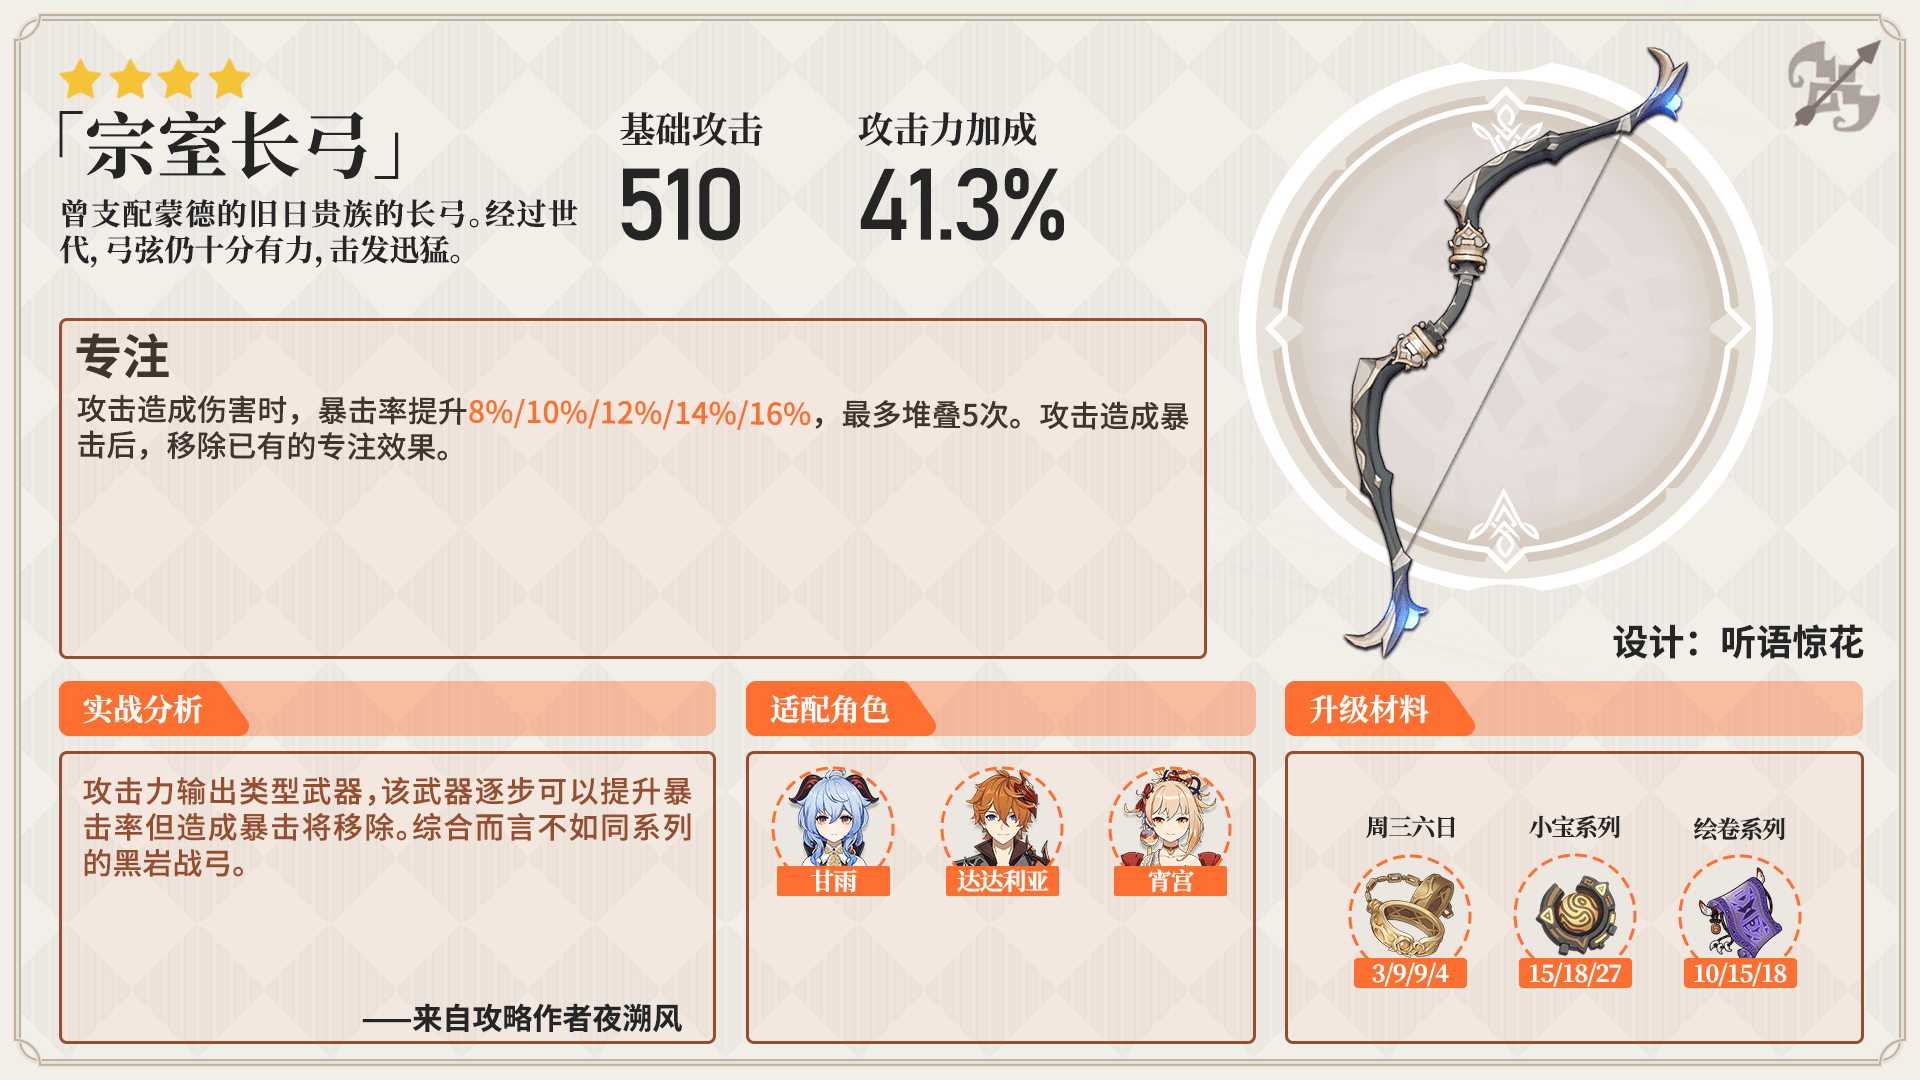 「宗室长弓」
曾支配蒙德的旧日贵族的长弓。经过世
代，弓弦仍十分有力，击发迅猛。
基础攻击
510
攻击力加成
41.3%
专注
攻击造成伤害时，暴击率提升8%/10%/12%/14%/16%，最多堆叠5次。攻击造成暴
击后，移除已有的专注效果。
设计：听语惊花
实战分析
攻击力输出类型武器，该武器逐步可以提升暴
击率但造成暴击将移除。综合而言不如同系列
的黑岩战弓。
——来自攻略作者夜溯风
适配角色
甘雨
达达利亚
宵宫
升级材料
周三六日
小宝系列
绘卷系列
3/9/9/4
15/18/27
10/15/18